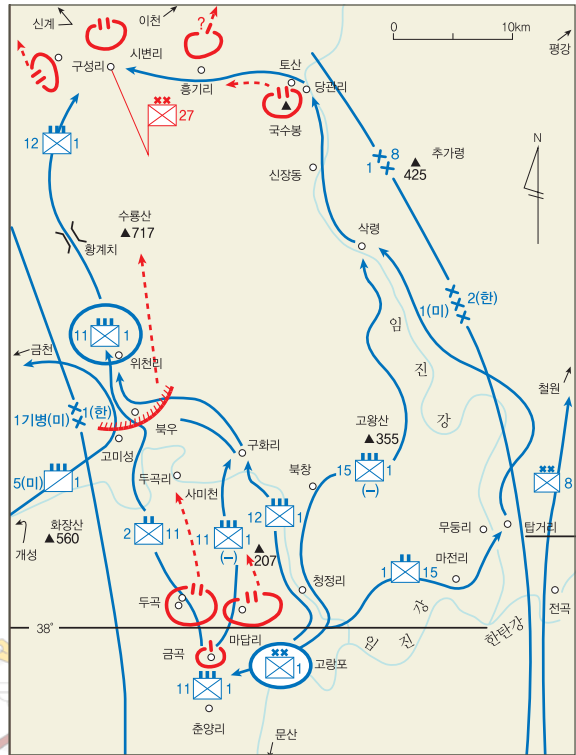 신계
이천
?
0
10km
평강
구성리
시변리
흥기리
토산
당관리
27
국수봉
12
1
신장동
8
1
425
추가령
N
수룡산
717
황계치
삭령
2(한)
1(미)
11
1
위천리
금천
임
진
강
철원
1기병(미)
1(한)
북우
고미성
고왕산
355
구화리
5(미)
1
두곡리
사미천
북창
15
1
(−)
8
화장산
560
개성
2
11
11
1
(−)
12
1
207
무둥리
탑거리
마전리
두곡
마답리
청정리
1
15
전곡
38°
금곡
임
진
강
한탄강
11
1
1
고랑포
춘양리
문산